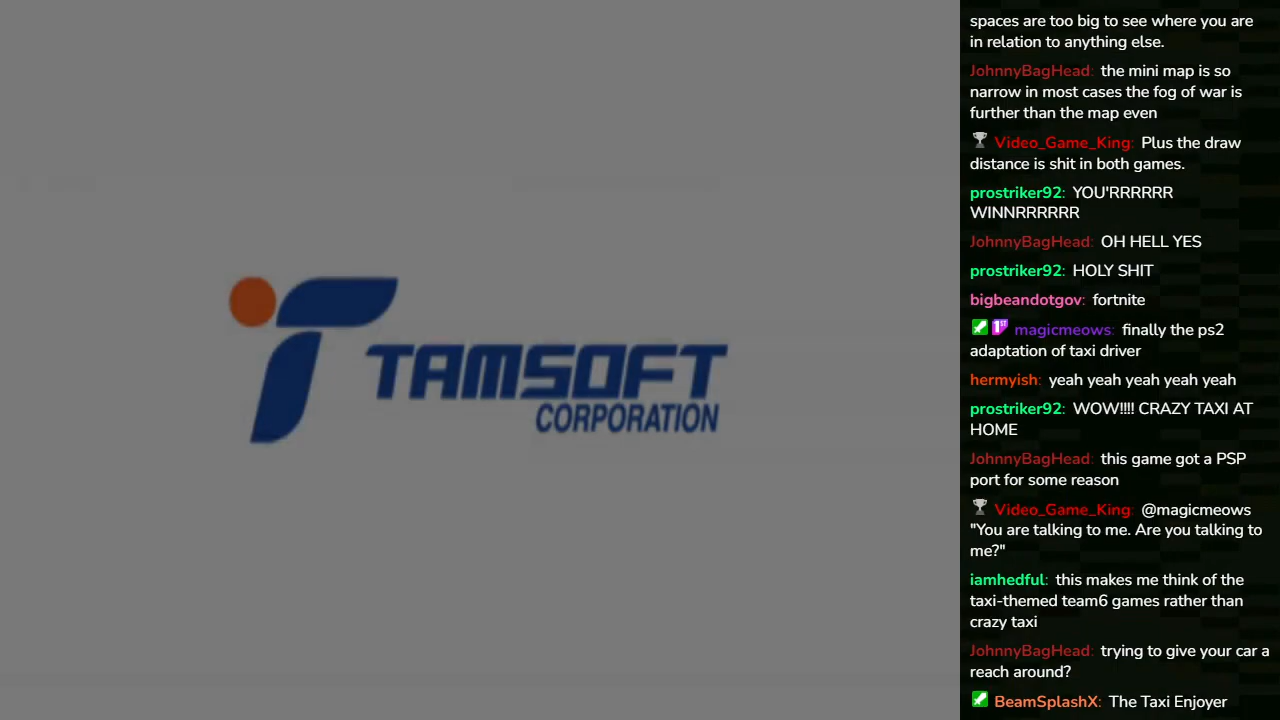 TAMSOFT
CORPORATION
spaces are too big to see where you are
in relation to anything else.
JohnnyBagHead: the mini map is so
narrow in most cases the fog of war is
further than the map even
Video_Game_King: Plus the draw
distance is shit in both games.
prostriker92: YOU'RRRRRR
WINNRRRRRR
JohnnyBagHead: OH HELL YES
prostriker92: HOLY SHIT
bigbeandotgov: fortnite
1ST magicmeows: finally the ps2
adaptation of taxi driver
hermyish: yeah yeah yeah yeah yeah
prostriker92: WOW!!!! CRAZY TAXI AT
HOME
JohnnyBagHead: this game got a PSP
port for some reason
Video_Game_King: @magicmeows
"You are talking to me. Are you talking to
me?"
iamhedful: this makes me think of the
taxi-themed team6 games rather than
crazy taxi
JohnnyBagHead: trying to give your car a
reach around?
BeamSplashX: The Taxi Enjoyer